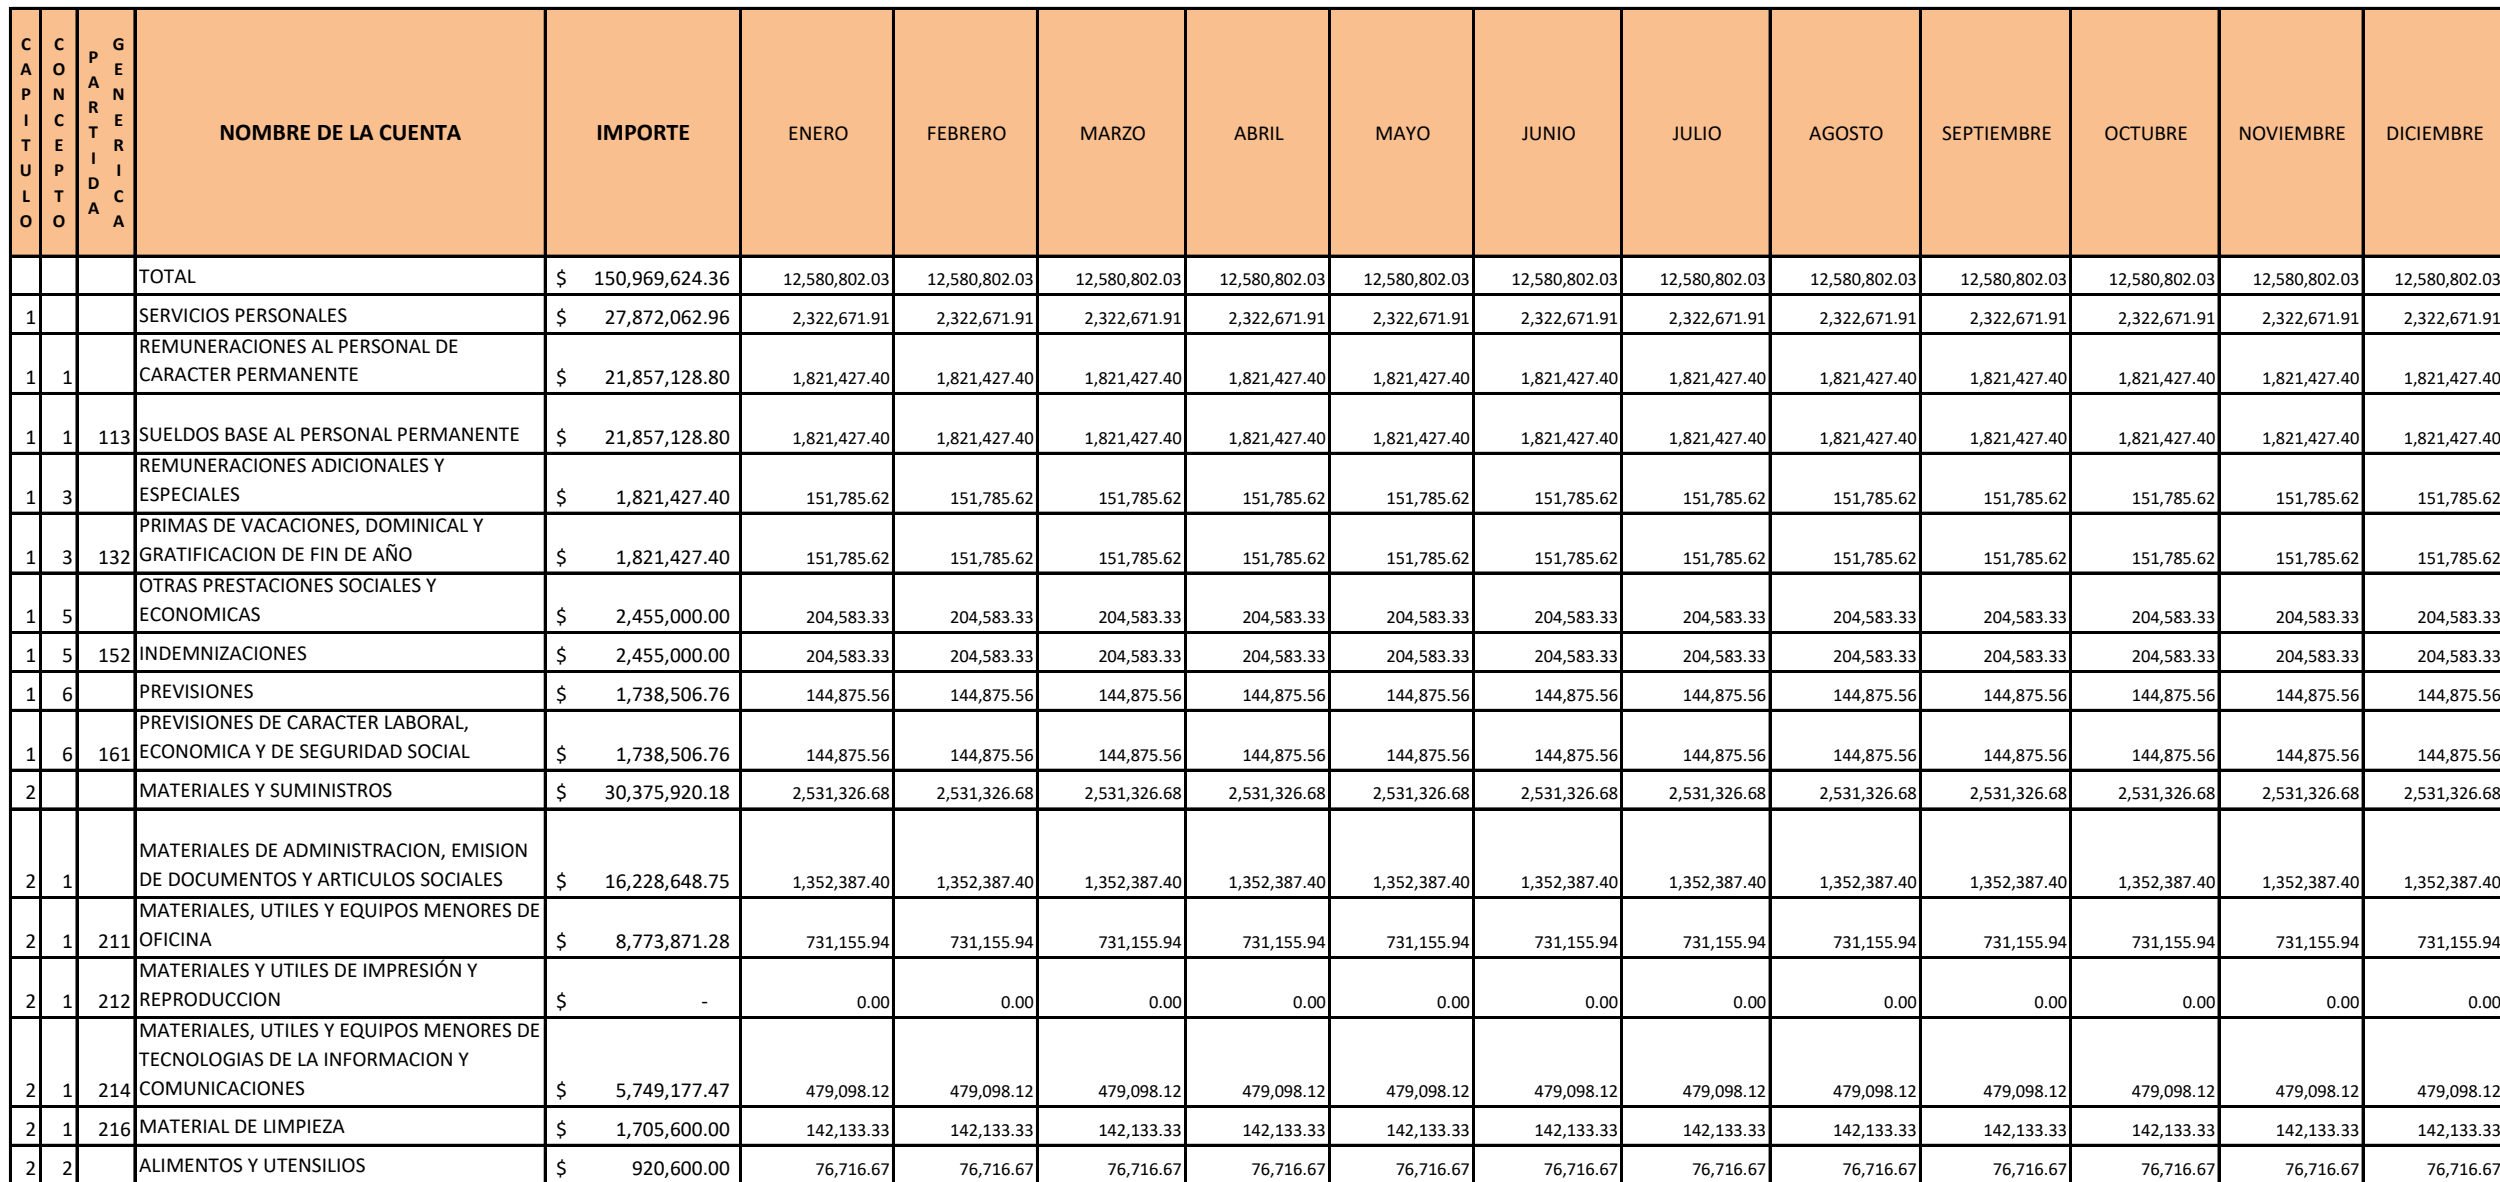 CAPITULO CONCEPTO PARTIDA GENERICA NOMBRE DE LA CUENTA IMPORTE ENERO FEBRERO MARZO ABRIL MAYO JUNIO JULIO AGOSTO SEPTIEMBRE OCTUBRE NOVIEMBRE DICIEMBRE
TOTAL $ 150,969,624.36 12,580,802.03 12,580,802.03 12,580,802.03 12,580,802.03 12,580,802.03 12,580,802.03 12,580,802.03 12,580,802.03 12,580,802.03 12,580,802.03 12,580,802.03 12,580,802.03
1 SERVICIOS PERSONALES $ 27,872,062.96 2,322,671.91 2,322,671.91 2,322,671.91 2,322,671.91 2,322,671.91 2,322,671.91 2,322,671.91 2,322,671.91 2,322,671.91 2,322,671.91 2,322,671.91 2,322,671.91
REMUNERACIONES AL PERSONAL DE
1 1 CARACTER PERMANENTE $ 21,857,128.80 1,821,427.40 1,821,427.40 1,821,427.40 1,821,427.40 1,821,427.40 1,821,427.40 1,821,427.40 1,821,427.40 1,821,427.40 1,821,427.40 1,821,427.40 1,821,427.40
1 1 113 SUELDOS BASE AL PERSONAL PERMANENTE $ 21,857,128.80 1,821,427.40 1,821,427.40 1,821,427.40 1,821,427.40 1,821,427.40 1,821,427.40 1,821,427.40 1,821,427.40 1,821,427.40 1,821,427.40 1,821,427.40 1,821,427.40
REMUNERACIONES ADICIONALES Y
1 3 ESPECIALES $ 1,821,427.40 151,785.62 151,785.62 151,785.62 151,785.62 151,785.62 151,785.62 151,785.62 151,785.62 151,785.62 151,785.62 151,785.62 151,785.62
PRIMAS DE VACACIONES, DOMINICAL Y
1 3 132 GRATIFICACION DE FIN DE AÑO $ 1,821,427.40 151,785.62 151,785.62 151,785.62 151,785.62 151,785.62 151,785.62 151,785.62 151,785.62 151,785.62 151,785.62 151,785.62 151,785.62
OTRAS PRESTACIONES SOCIALES Y
1 5 ECONOMICAS $ 2,455,000.00 204,583.33 204,583.33 204,583.33 204,583.33 204,583.33 204,583.33 204,583.33 204,583.33 204,583.33 204,583.33 204,583.33 204,583.33
1 5 152 INDEMNIZACIONES $ 2,455,000.00 204,583.33 204,583.33 204,583.33 204,583.33 204,583.33 204,583.33 204,583.33 204,583.33 204,583.33 204,583.33 204,583.33 204,583.33
1 6 PREVISIONES $ 1,738,506.76 144,875.56 144,875.56 144,875.56 144,875.56 144,875.56 144,875.56 144,875.56 144,875.56 144,875.56 144,875.56 144,875.56 144,875.56
PREVISIONES DE CARACTER LABORAL,
1 6 161 ECONOMICA Y DE SEGURIDAD SOCIAL $ 1,738,506.76 144,875.56 144,875.56 144,875.56 144,875.56 144,875.56 144,875.56 144,875.56 144,875.56 144,875.56 144,875.56 144,875.56 144,875.56
2 MATERIALES Y SUMINISTROS $ 30,375,920.18 2,531,326.68 2,531,326.68 2,531,326.68 2,531,326.68 2,531,326.68 2,531,326.68 2,531,326.68 2,531,326.68 2,531,326.68 2,531,326.68 2,531,326.68 2,531,326.68
MATERIALES DE ADMINISTRACION, EMISION
2 1 DE DOCUMENTOS Y ARTICULOS SOCIALES $ 16,228,648.75 1,352,387.40 1,352,387.40 1,352,387.40 1,352,387.40 1,352,387.40 1,352,387.40 1,352,387.40 1,352,387.40 1,352,387.40 1,352,387.40 1,352,387.40 1,352,387.40
MATERIALES, UTILES Y EQUIPOS MENORES DE
2 1 211 OFICINA $ 8,773,871.28 731,155.94 731,155.94 731,155.94 731,155.94 731,155.94 731,155.94 731,155.94 731,155.94 731,155.94 731,155.94 731,155.94 731,155.94
MATERIALES Y UTILES DE IMPRESIÓN Y
2 1 212 REPRODUCCION $ - 0.00 0.00 0.00 0.00 0.00 0.00 0.00 0.00 0.00 0.00 0.00 0.00
MATERIALES, UTILES Y EQUIPOS MENORES DE
TECNOLOGIAS DE LA INFORMACION Y
2 1 214 COMUNICACIONES $ 5,749,177.47 479,098.12 479,098.12 479,098.12 479,098.12 479,098.12 479,098.12 479,098.12 479,098.12 479,098.12 479,098.12 479,098.12 479,098.12
2 1 216 MATERIAL DE LIMPIEZA $ 1,705,600.00 142,133.33 142,133.33 142,133.33 142,133.33 142,133.33 142,133.33 142,133.33 142,133.33 142,133.33 142,133.33 142,133.33 142,133.33
2 2 ALIMENTOS Y UTENSILIOS $ 920,600.00 76,716.67 76,716.67 76,716.67 76,716.67 76,716.67 76,716.67 76,716.67 76,716.67 76,716.67 76,716.67 76,716.67 76,716.67